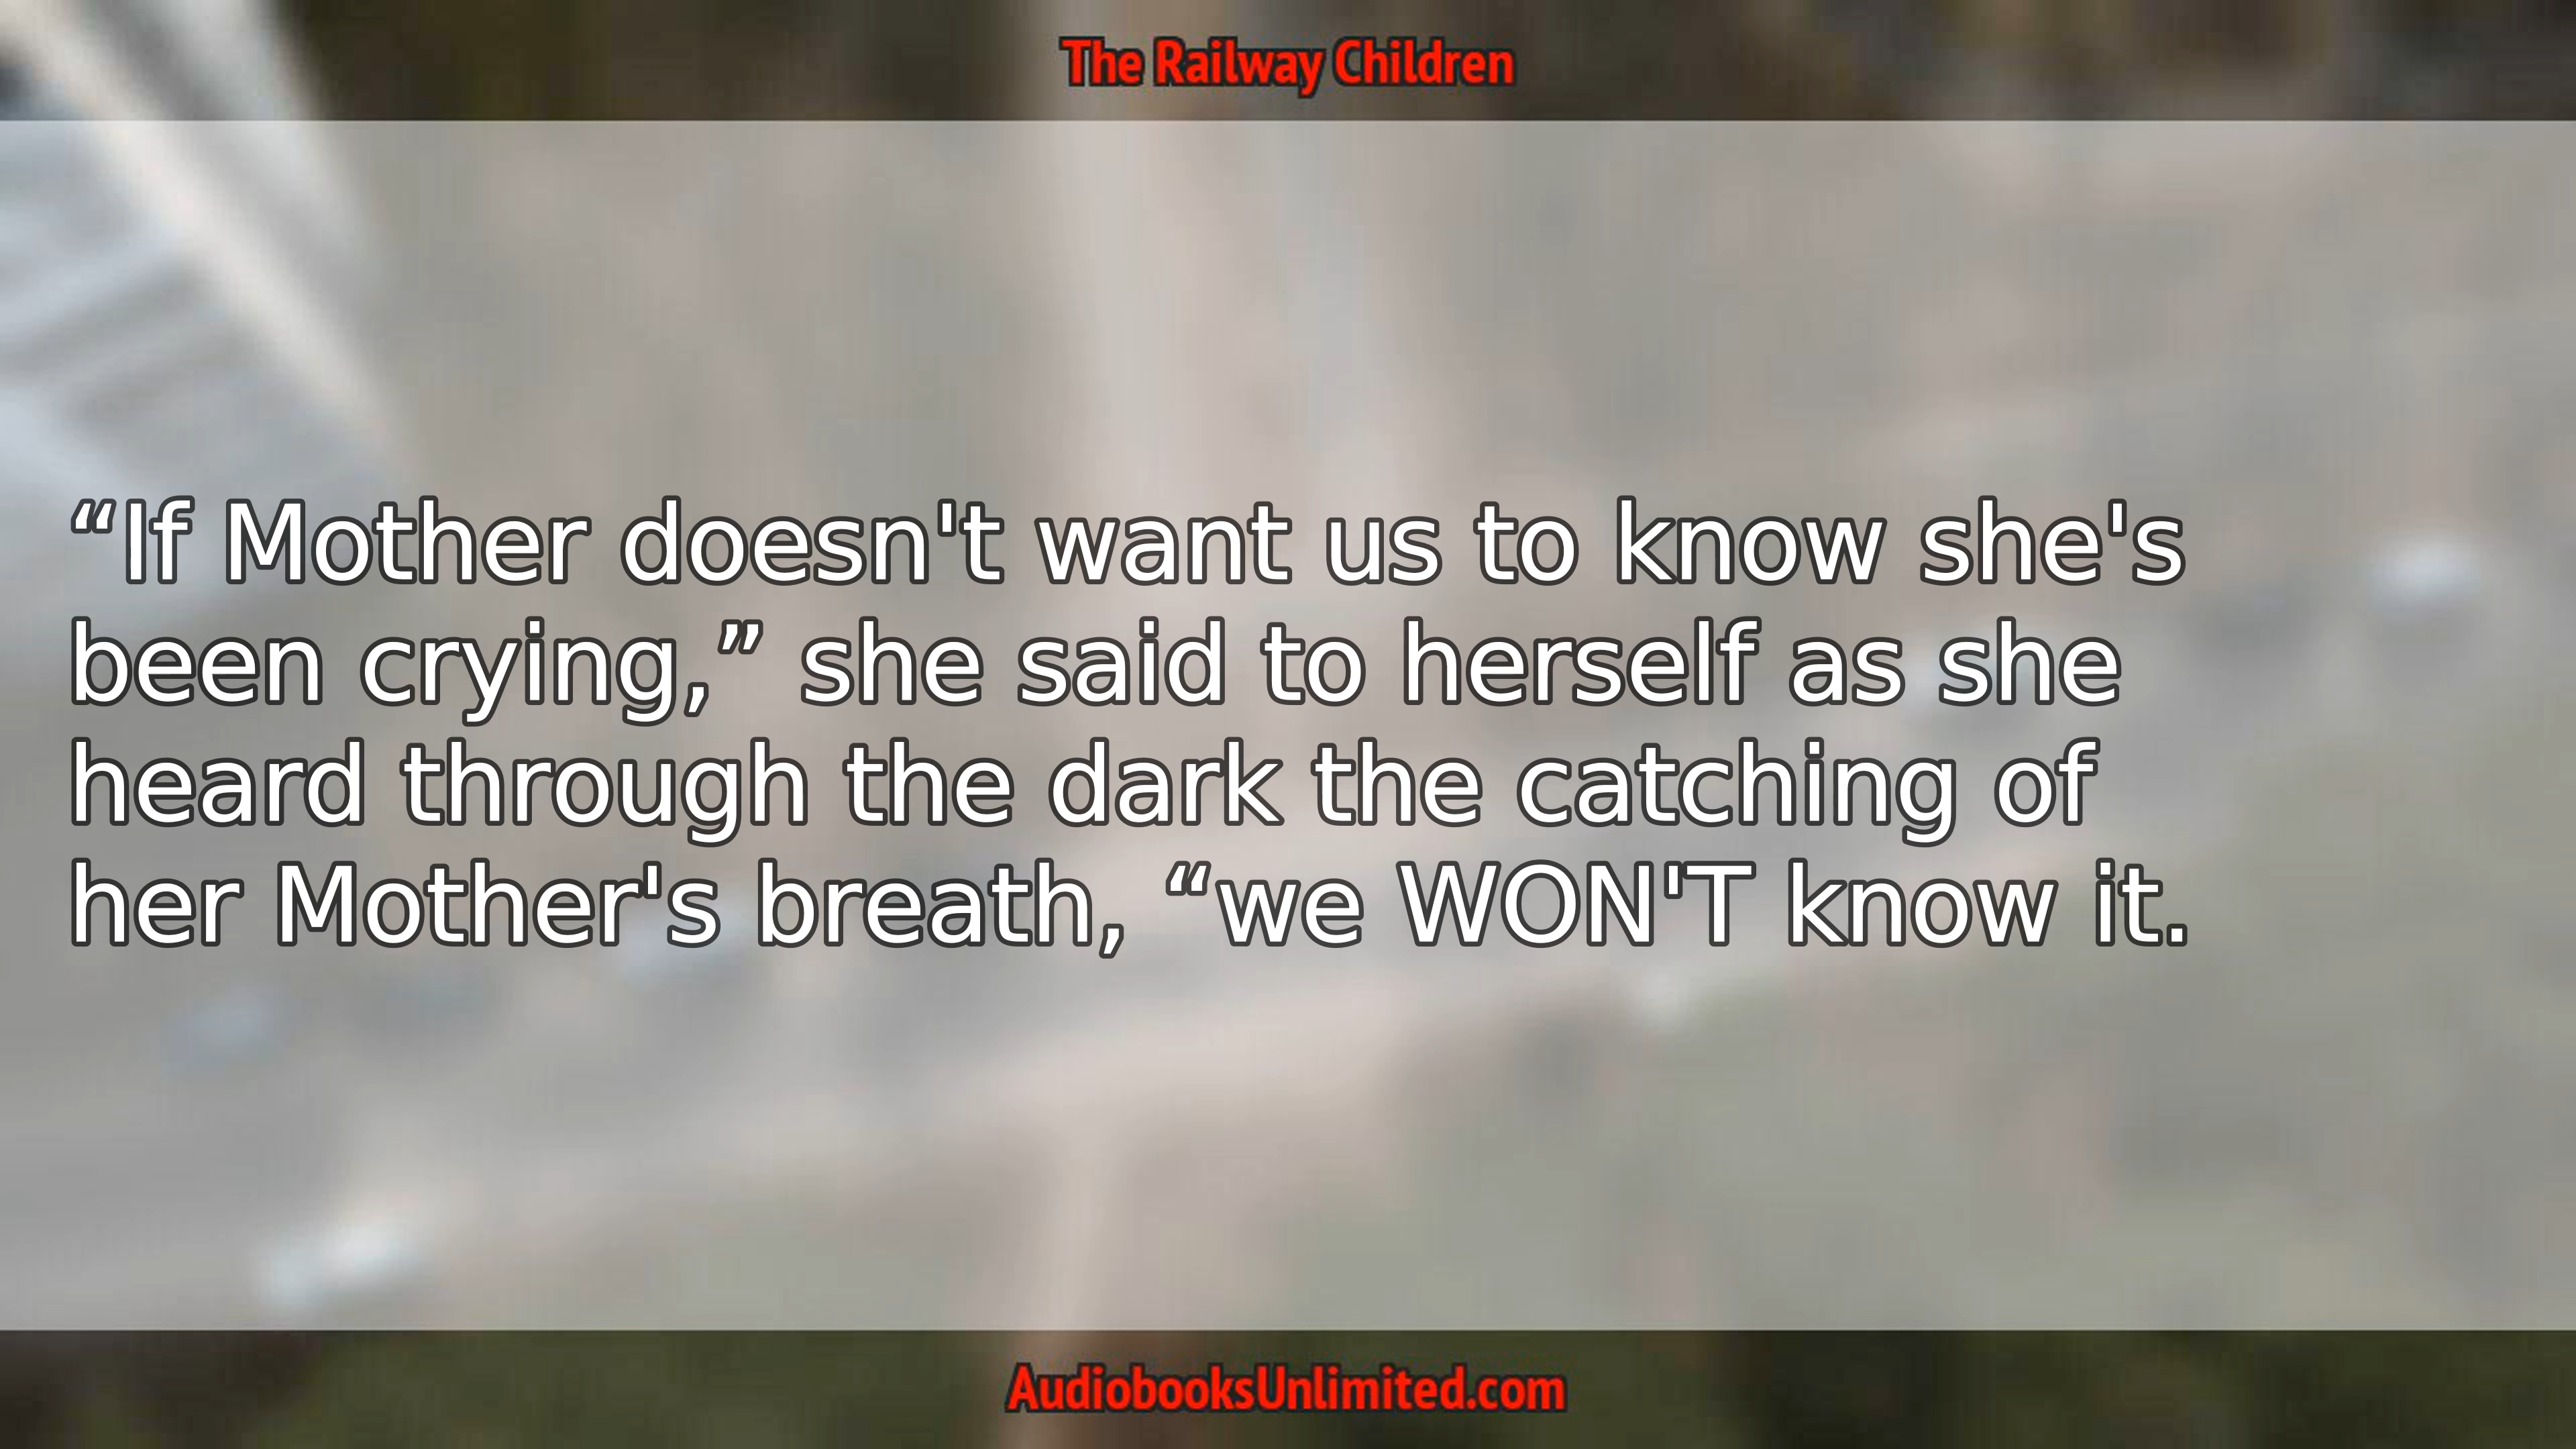 The Railway Children
“If Mother doesn't want us to know she's
been crying,” she said to herself as she
heard through the dark the catching of
her Mother's breath, “we WON'T know it.
AudiobooksUnlimited.com